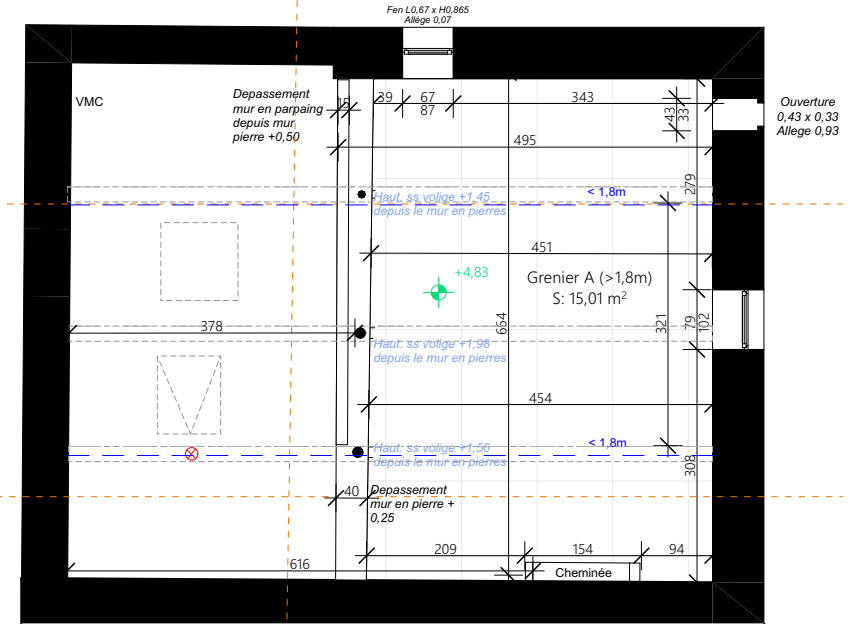 Fen L0,67 x H0,865
Allège 0,07
VMC
Depassement
mur en parpaing
depuis mur
pierre +0,50
15
39
67
87
343
43
33
Ouverture
0,43 x 0,33
Allege 0,93
495
279
Haut. ss volige +1,45
depuis le mur en pierres
< 1,8m
451
+4,83
Grenier A (>1,8m)
S: 15,01 m²
378
664
321
79
102
Haut. ss volige +1,98
depuis le mur en pierres
454
Haut. ss volige +1,56
depuis le mur en pierres
< 1,8m
308
40
Depassement
mur en pierre +
0,25
209
154
94
616
Cheminée